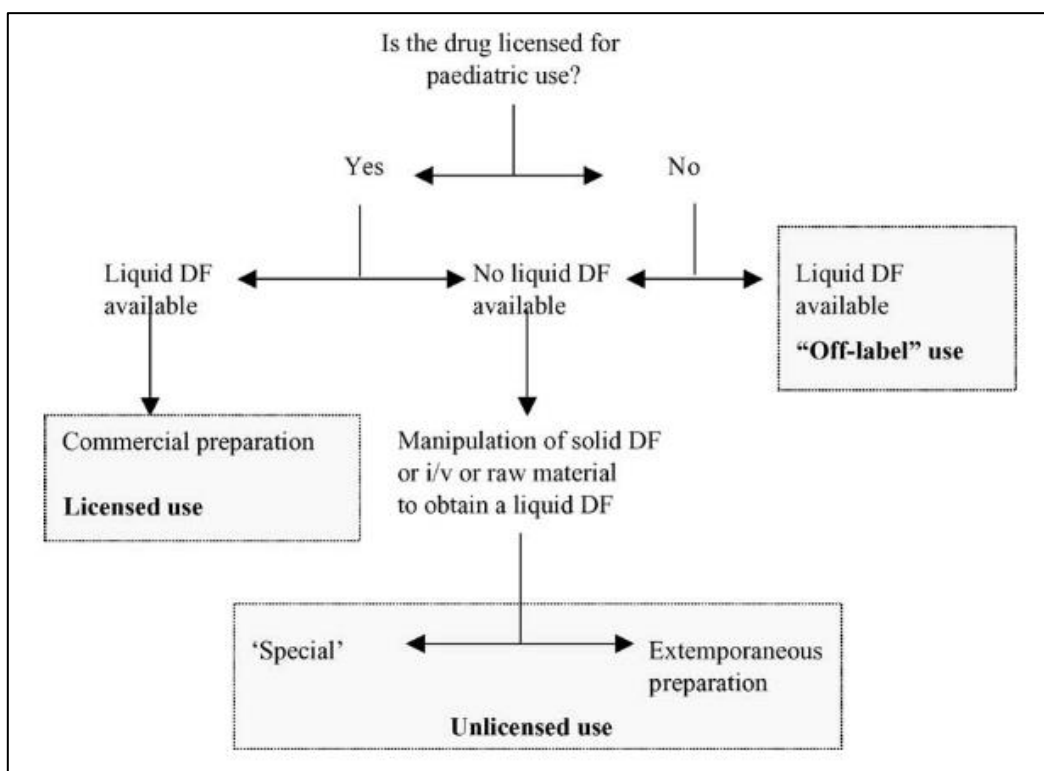 Is the drug licensed for
paediatric use?
Yes
No
Liquid DF
available
No liquid DF
available
Liquid DF
available
“Off-label” use
Commercial preparation
Licensed use
Manipulation of solid DF
or i/v or raw material
to obtain a liquid DF
‘Special’
Extemporaneous
preparation
Unlicensed use